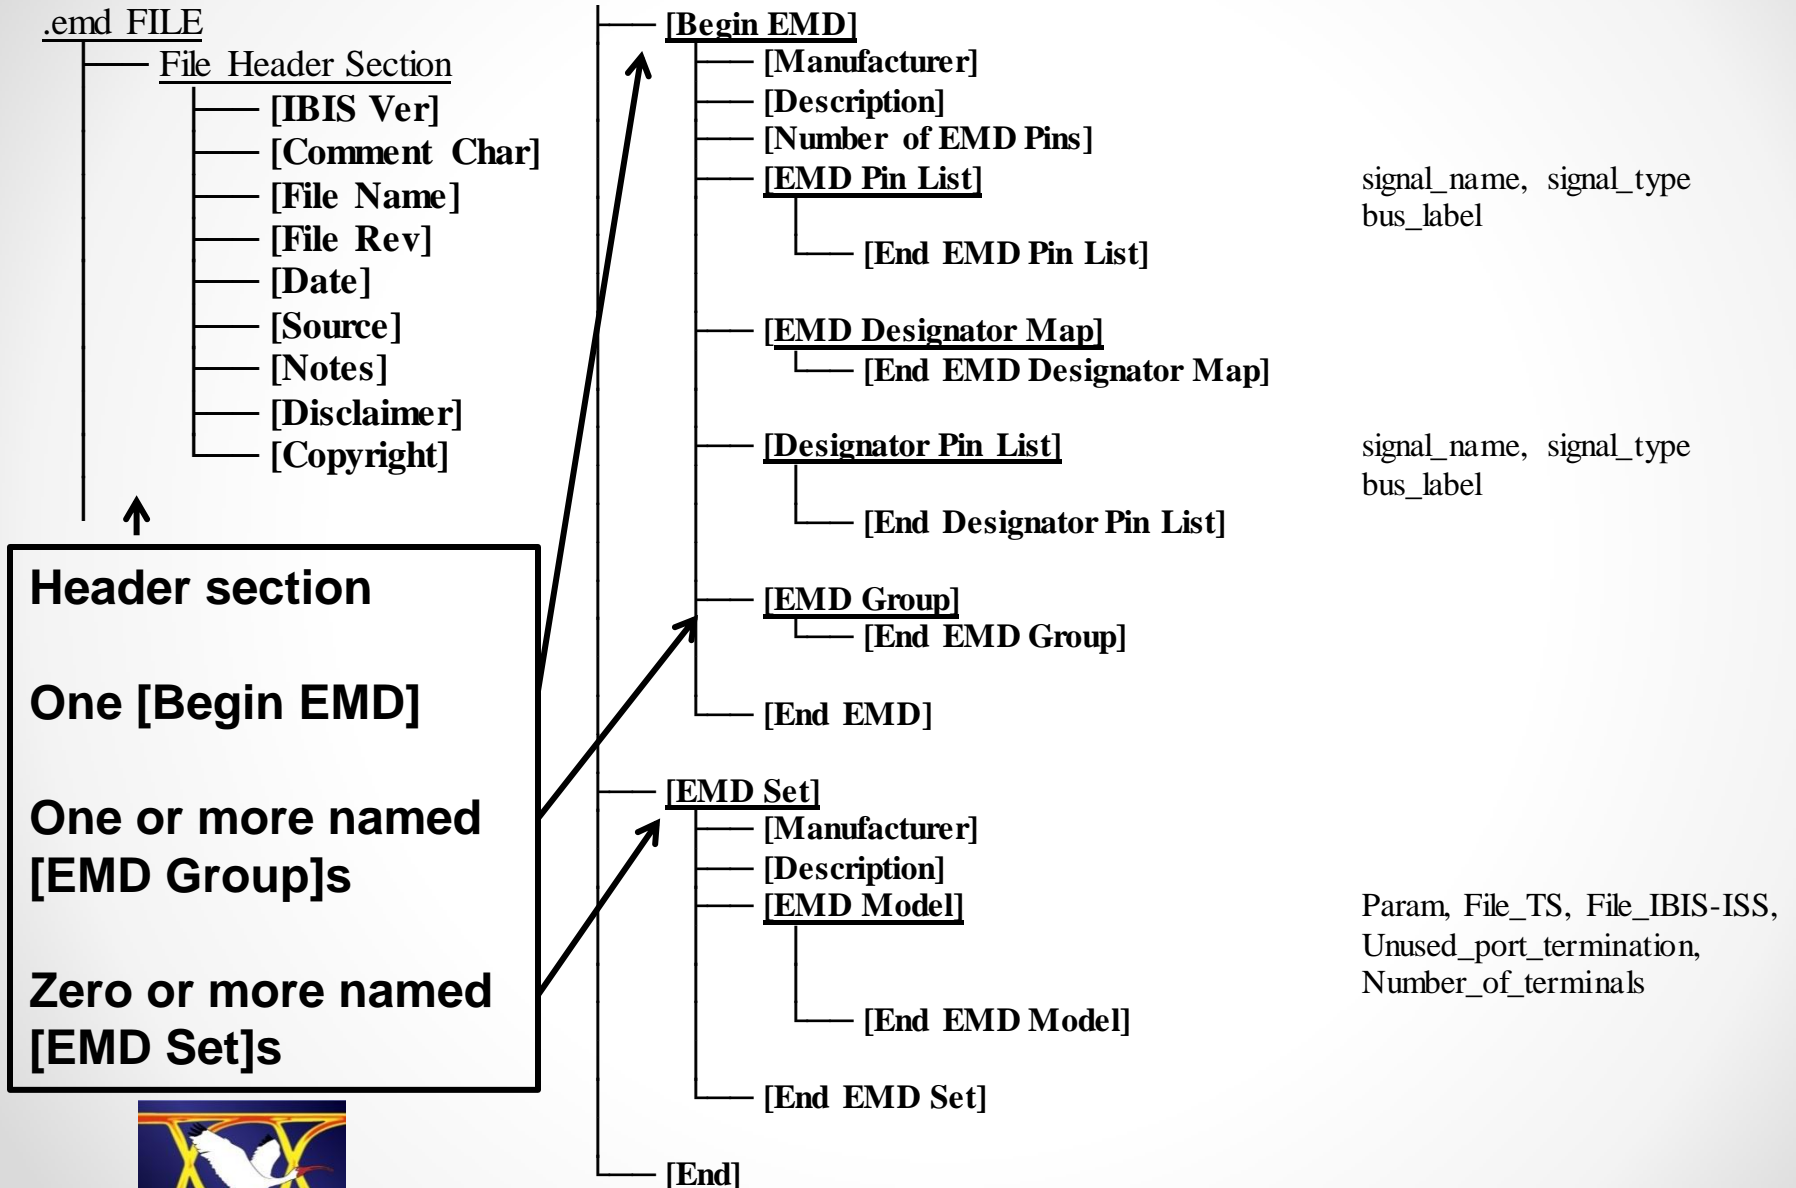 .emd FILE
File Header Section
[IBIS Ver]
[Comment Char]
[File Name]
[File Rev]
[Date]
[Source]
[Notes]
[Disclaimer]
[Copyright]
Header section
One [Begin EMD]
One or more named
[EMD Group]s
Zero or more named
[EMD Set]s
[Begin EMD]
[Manufacturer]
[Description]
[Number of EMD Pins]
[EMD Pin List]
signal_name, signal_type
bus_label
[End EMD Pin List]
[EMD Designator Map]
[End EMD Designator Map]
[Designator Pin List]
signal_name, signal_type
bus_label
[End Designator Pin List]
[EMD Group]
[End EMD Group]
[End EMD]
[EMD Set]
[Manufacturer]
[Description]
[EMD Model]
Param, File_TS, File_IBIS-ISS,
Unused_port_termination,
Number_of_terminals
[End EMD Model]
[End EMD Set]
[End]